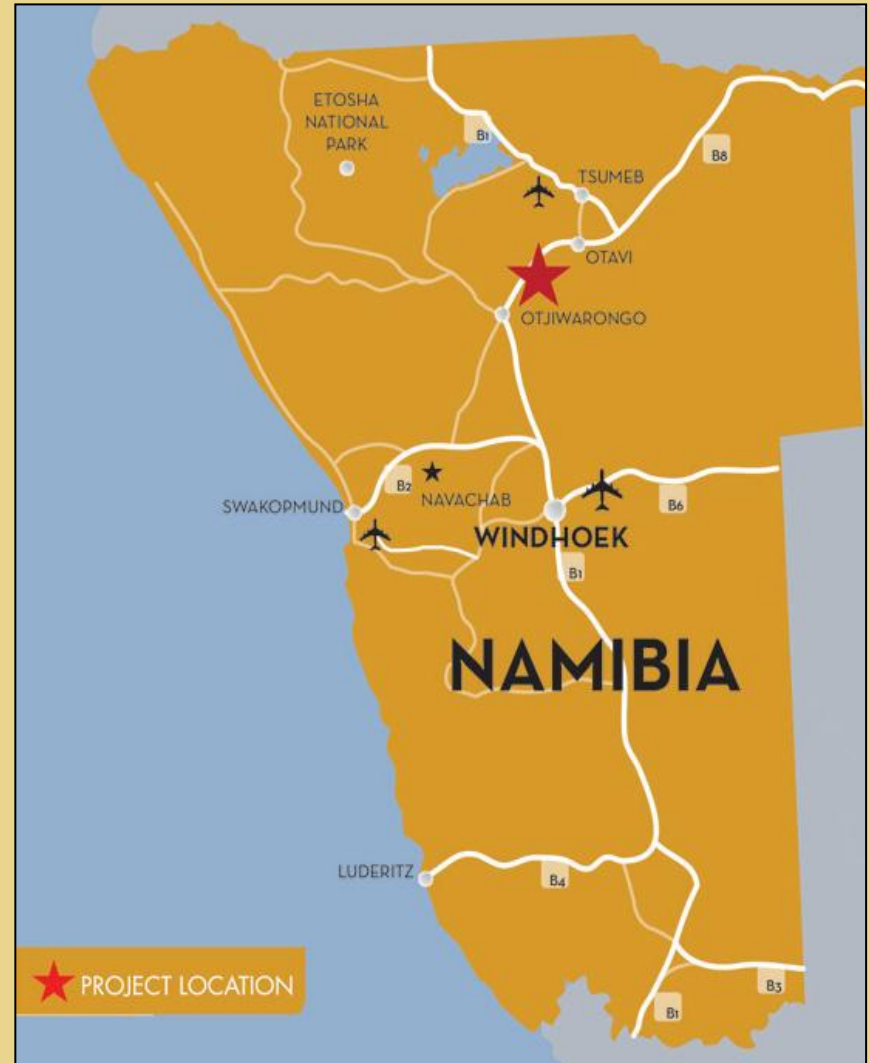 ETOSHA
NATIONAL
PARK
B1
B8
TSUMEB
OTAVI
OTJIWARONGO
B2
NAVACHAB
SWAKOPMUND
B6
WINDHOEK
B1
NAMIBIA
LUDERITZ
B4
PROJECT LOCATION
B3
B1